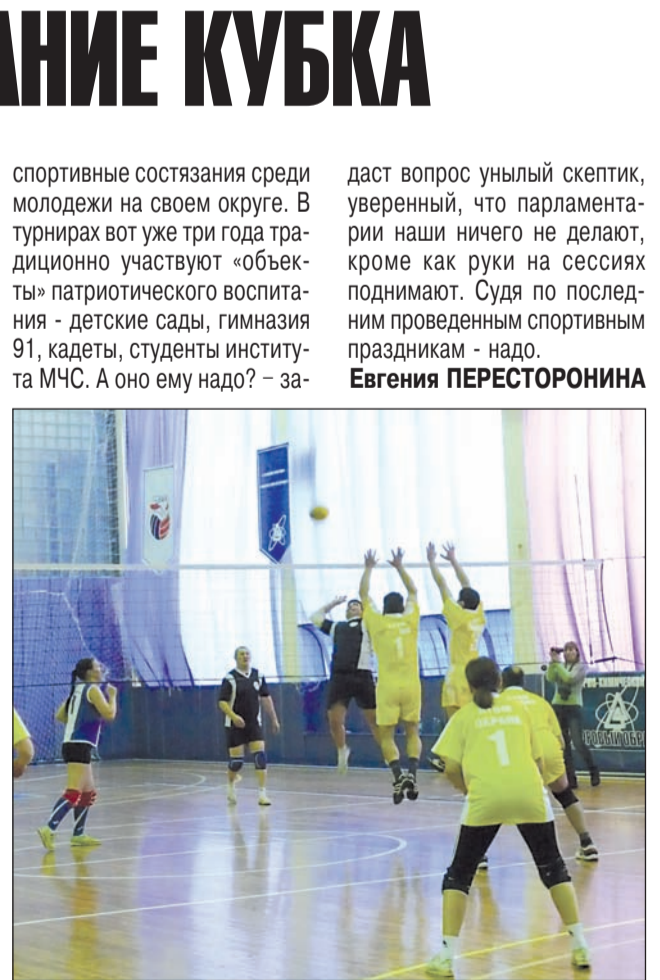 АНИЕ КУБКА
спортивные состязания среди
молодежи на своем округе. В
турнирах вот уже три года тра-
диционно участвуют «объек-
ты» патриотического воспита-
ния - детские сады, гимназия
91, кадеты, студенты институ-
та МЧС. А оно ему надо? – за-
даст вопрос унылый скептик,
уверенный, что парламента-
рии наши ничего не делают,
кроме как руки на сессиях
поднимают. Судя по послед-
ним проведенным спортивным
праздникам - надо.
Евгения ПЕРЕСТОРОНИНА
1
1